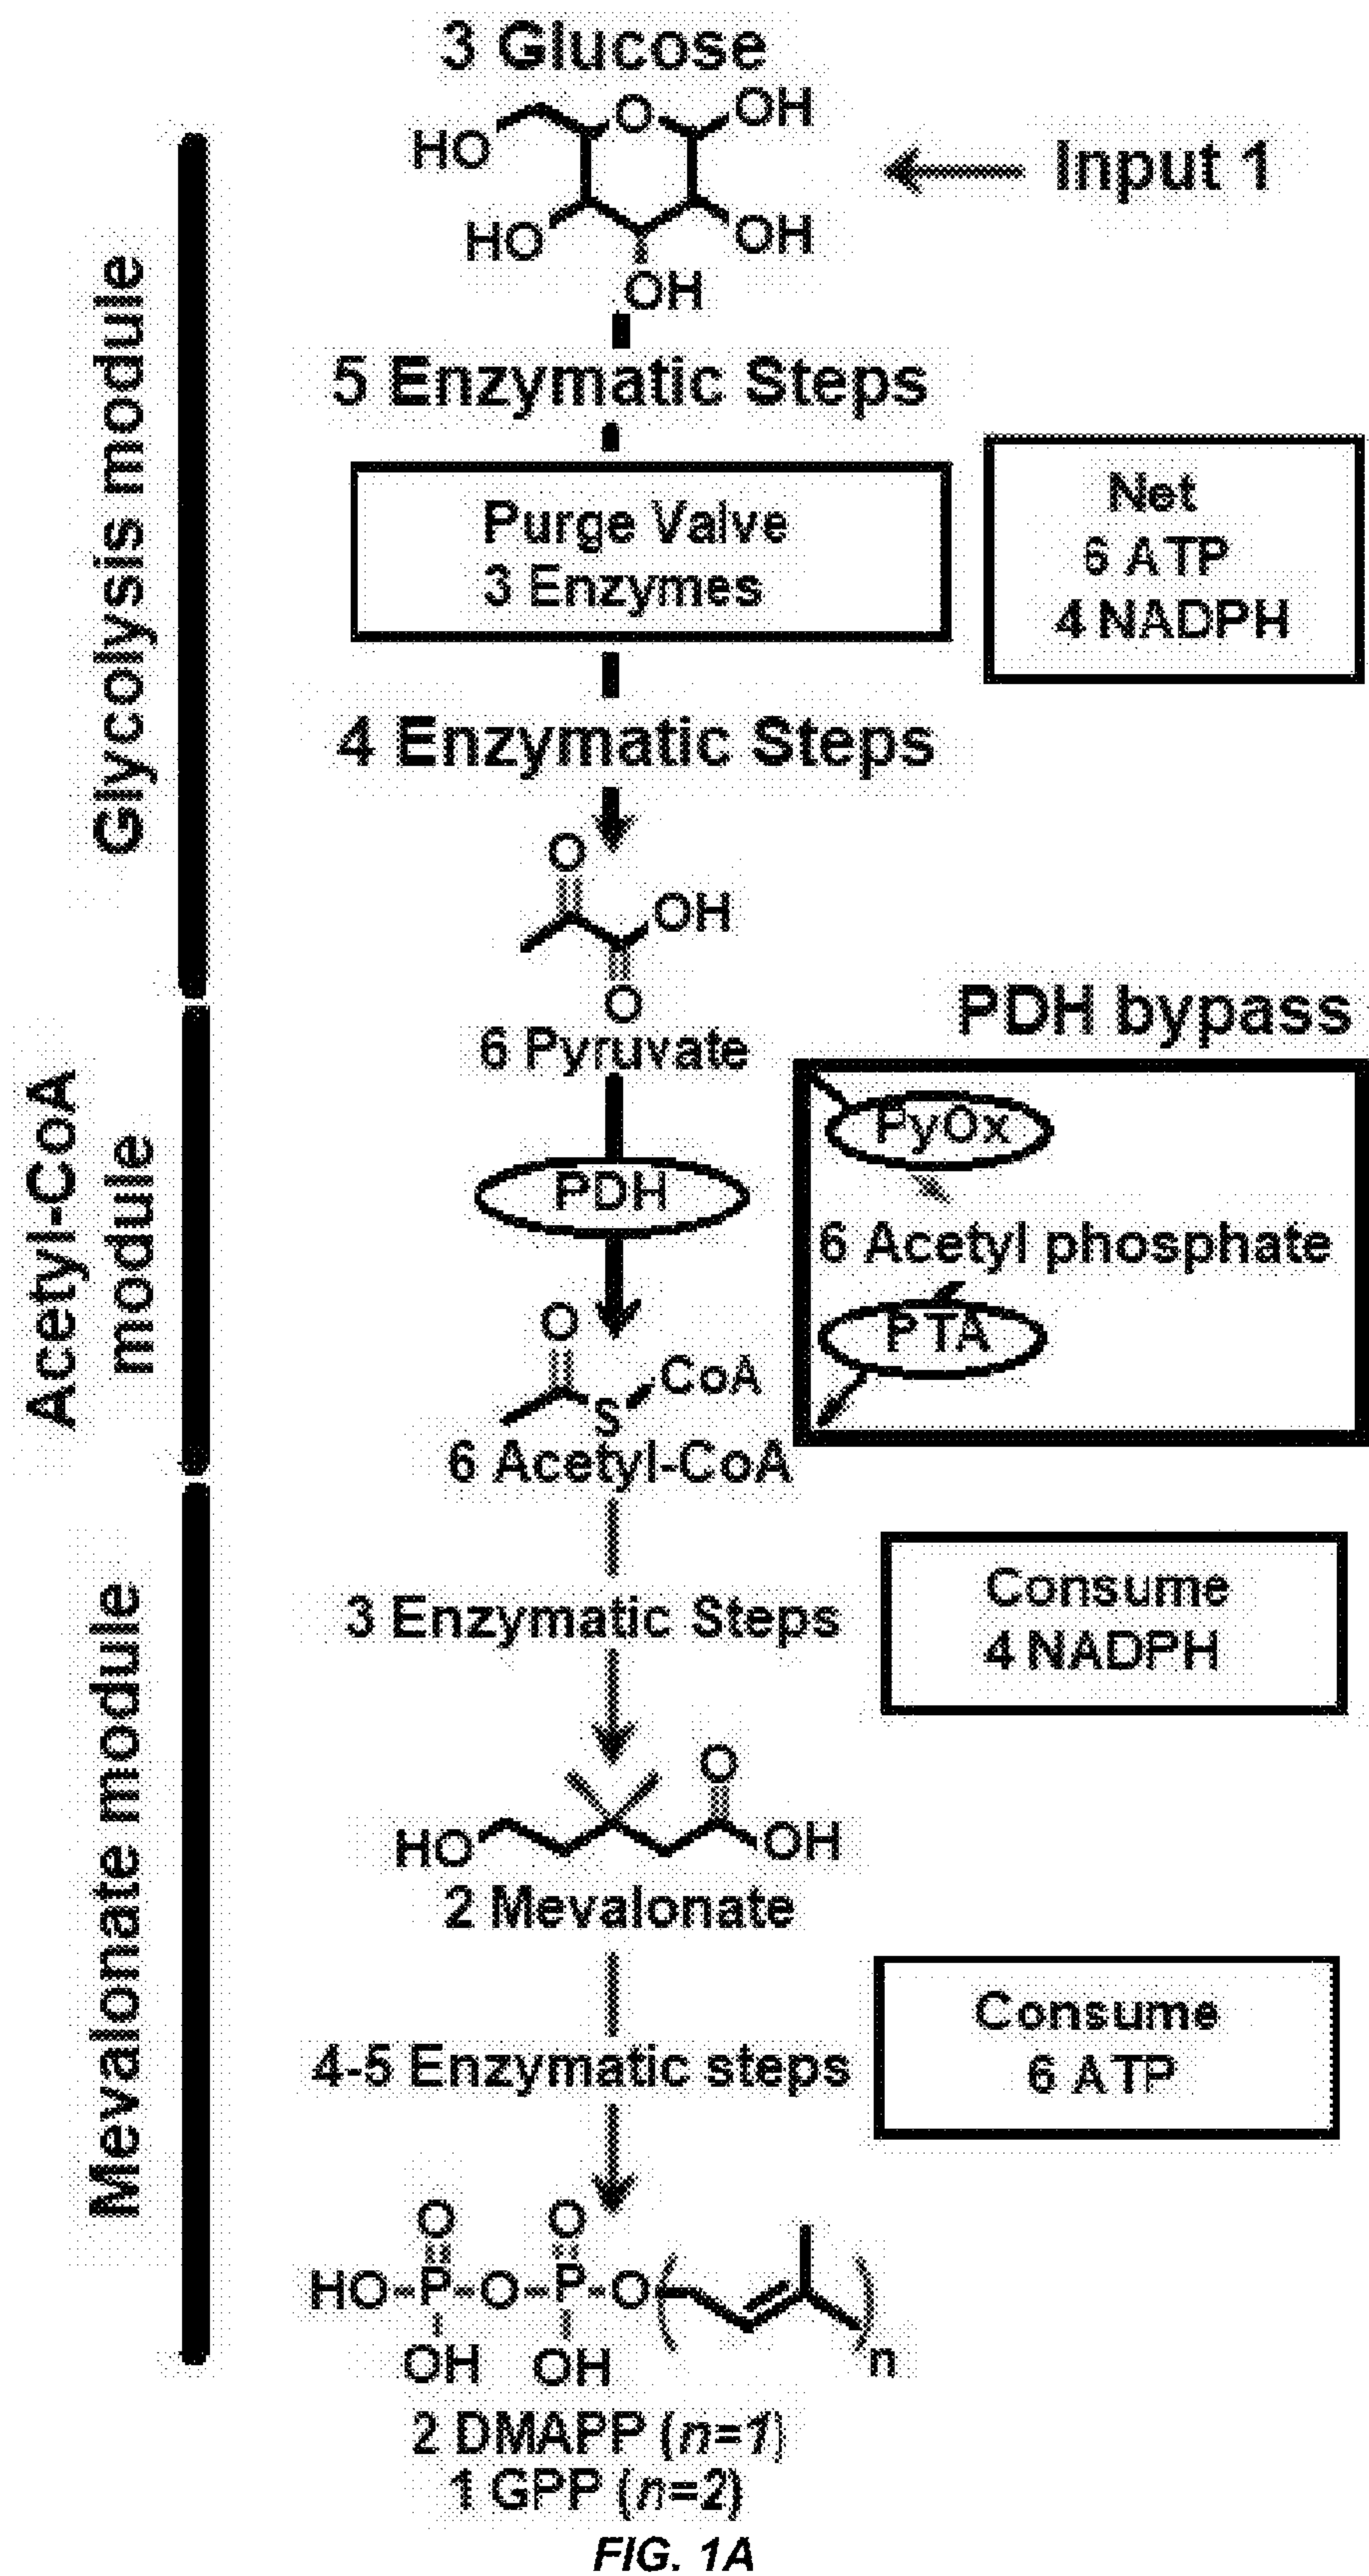 3 Glucose
O
OH
HO
HO
OH
OH
Input 1
5 Enzymatic Steps
Purge Valve
3 Enzymes
Net
6 ATP
4 NADPH
4 Enzymatic Steps
Glycolysis module
O
OH
O
6 Pyruvate
PDH bypass
PyOx
PDH
6 Acetyl phosphate
PTA
Acetyl-CoA
module
O
CoA
S
6 Acetyl-CoA
3 Enzymatic Steps
Consume
4 NADPH
O
HO
OH
2 Mevalonate
Mevalonate module
4-5 Enzymatic steps
Consume
6 ATP
O O
HO-P-O-P-O
n
OH OH
2 DMAPP (n=1)
1 GPP (n=2)
FIG. 1A